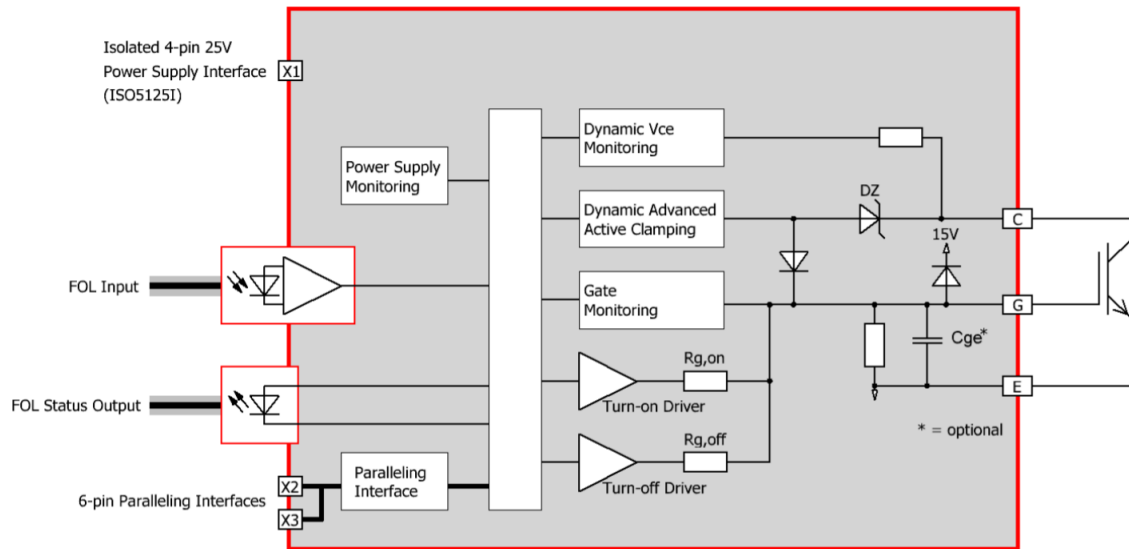 Isolated 4-pin 25V
Power Supply Interface
(ISO5125I)
X1
Dynamic Vce
Monitoring
Power Supply
Monitoring
Dynamic Advanced
Active Clamping
DZ
C
15V
FOL Input
Gate
Monitoring
G
Cge*
Rg,on
Turn-on Driver
E
FOL Status Output
* = optional
Rg,off
Turn-off Driver
Paralleling
Interface
6-pin Paralleling Interfaces
X2
X3